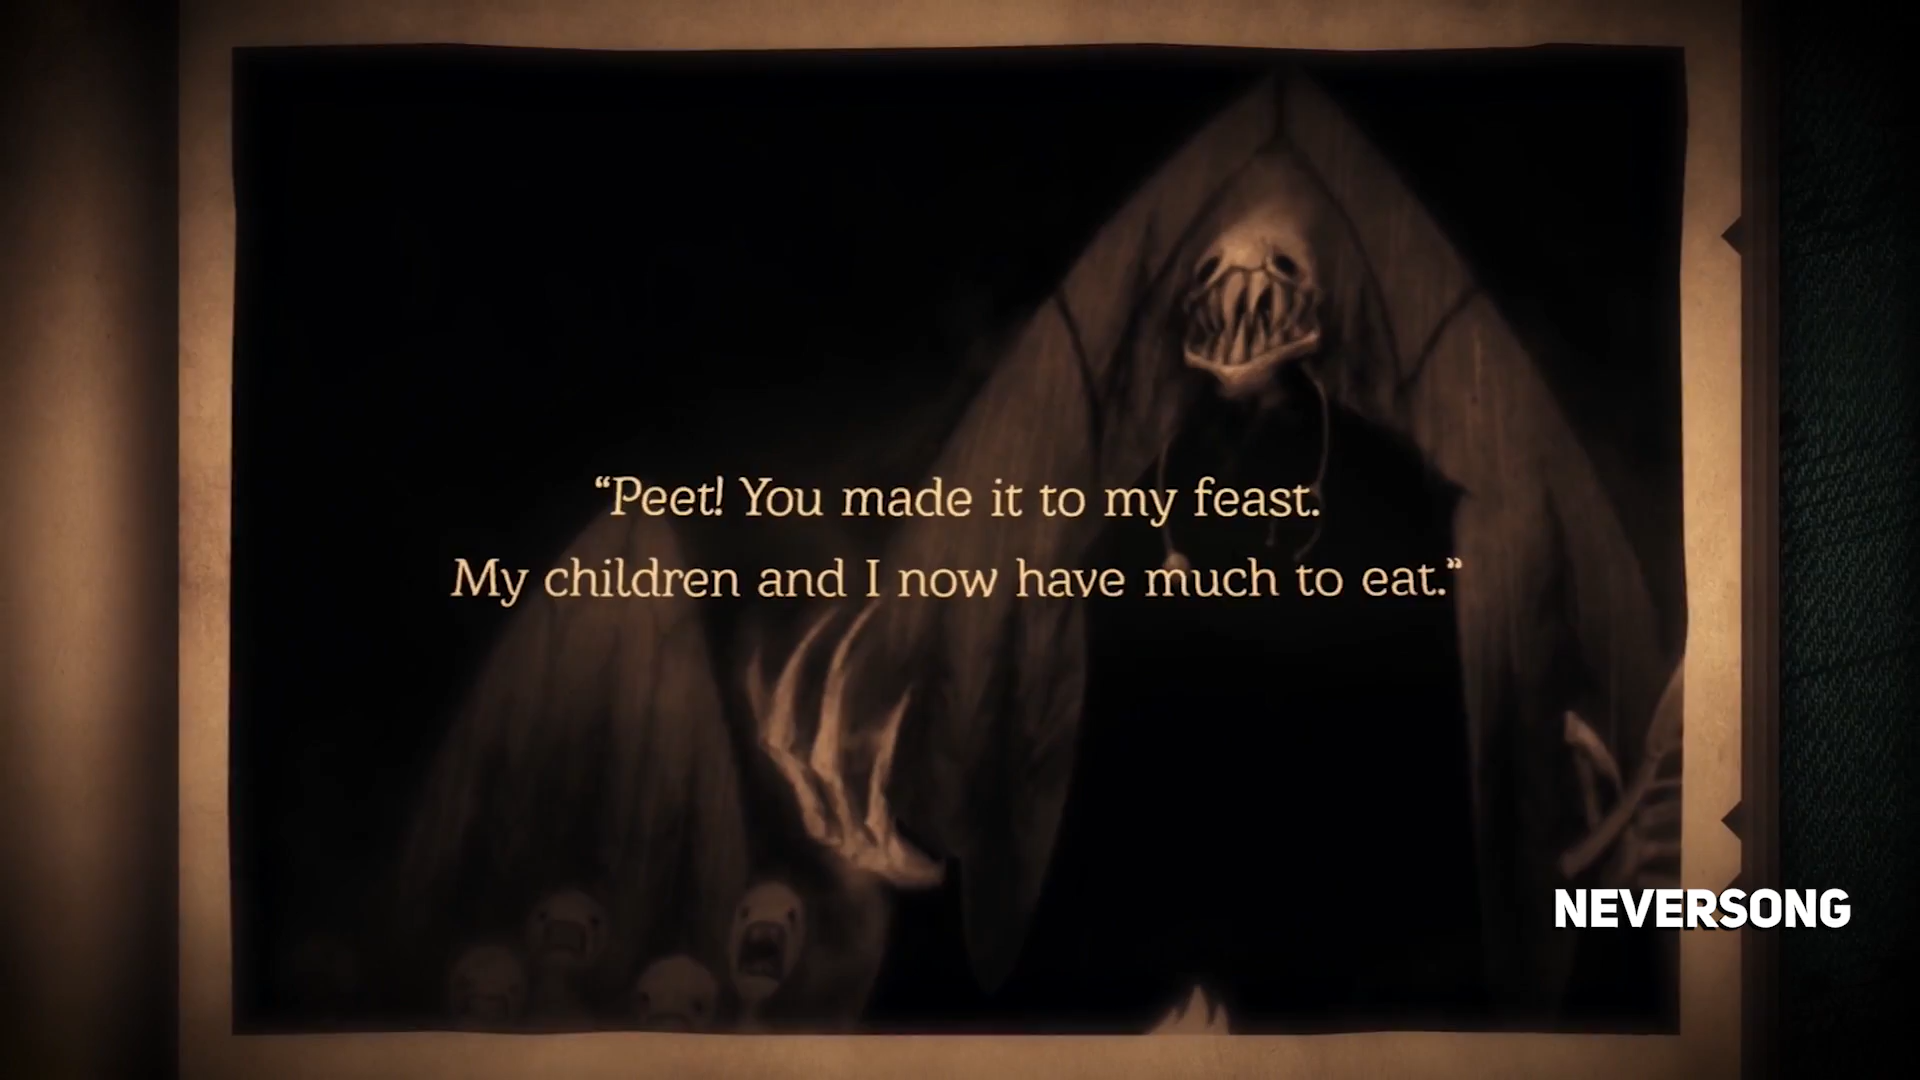 “Peet! You made it to my feast.
My children and I now have much to eat.”
NEVERSONG